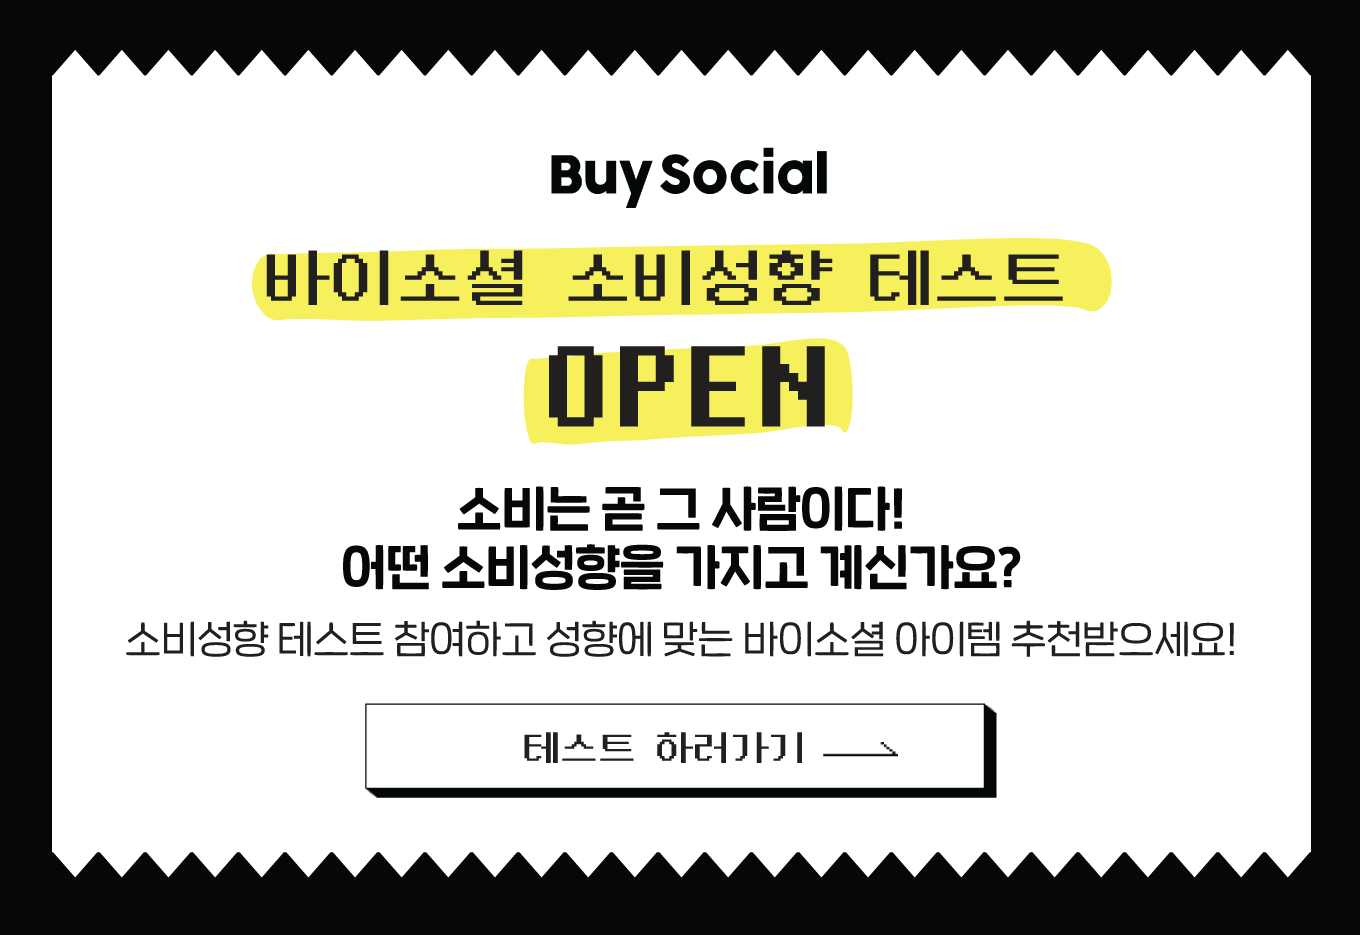 Buy Social
바이소셜 소비성향 테스트
OPEN
소비는 곧 그 사람이다!
어떤 소비성향을 가지고 계신가요?
소비성향 테스트 참여하고 성향에 맞는 바이소셜 아이템 추천받으세요!
테스트 하러가기